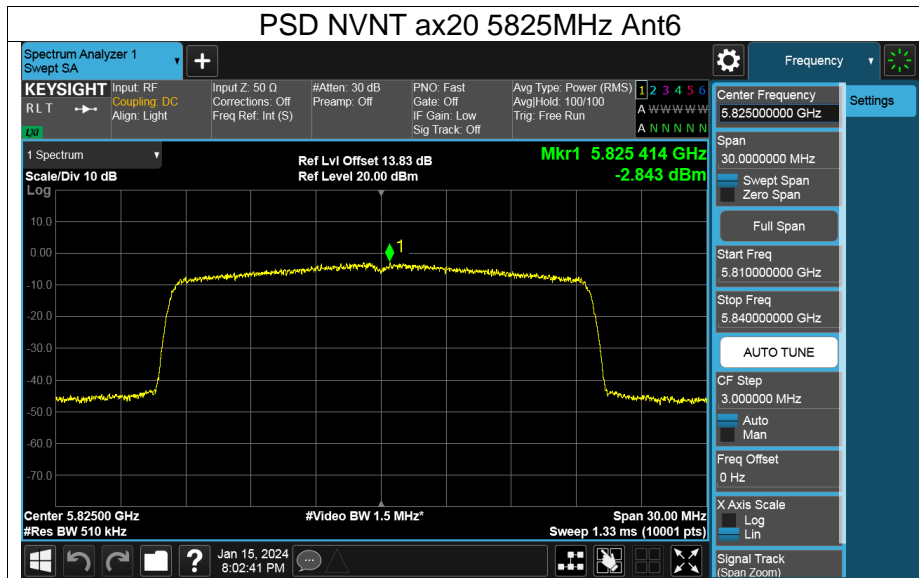 PSD NVNT ax20 5825MHz Ant6
Spectrum Analyzer 1
Swept SA
+
Frequency
KEYSIGHT
R L T
LXI
Input: RF
Coupling: DC
Align: Light
Input Z: 50 Ω
Corrections: Off
Freq Ref: Int (S)
#Atten: 30 dB
Preamp: Off
PNO: Fast
Gate: Off
IF Gain: Low
Sig Track: Off
Avg Type: Power (RMS)
Avg|Hold: 100/100
Trig: Free Run
1 2 3 4 5 6
A W W W W W
A N N N N N
1 Spectrum
Scale/Div 10 dB
Log
Ref Lvl Offset 13.83 dB
Ref Level 20.00 dBm
Mkr1 5.825 414 GHz
-2.843 dBm
10.0
0.00
-10.0
-20.0
-30.0
-40.0
-50.0
-60.0
-70.0
1
Center 5.82500 GHz
#Res BW 510 kHz
#Video BW 1.5 MHz*
Span 30.00 MHz
Sweep 1.33 ms (10001 pts)
Center Frequency
5.825000000 GHz
Settings
Span
30.0000000 MHz
Swept Span
Zero Span
Full Span
Start Freq
5.810000000 GHz
Stop Freq
5.840000000 GHz
AUTO TUNE
CF Step
3.000000 MHz
Auto
Man
Freq Offset
0 Hz
X Axis Scale
Log
Lin
Signal Track
(Span Zoom)
?
Jan 15, 2024
8:02:41 PM